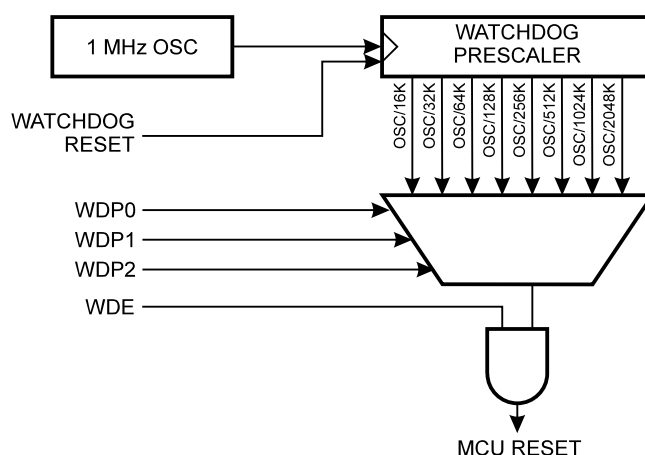 1 MHz OSC
WATCHDOG
PRESCALER
WATCHDOG
RESET
OSC/16K
OSC/32K
OSC/64K
OSC/128K
OSC/256K
OSC/512K
OSC/1024K
OSC/2048K
WDP0
WDP1
WDP2
WDE
MCU RESET